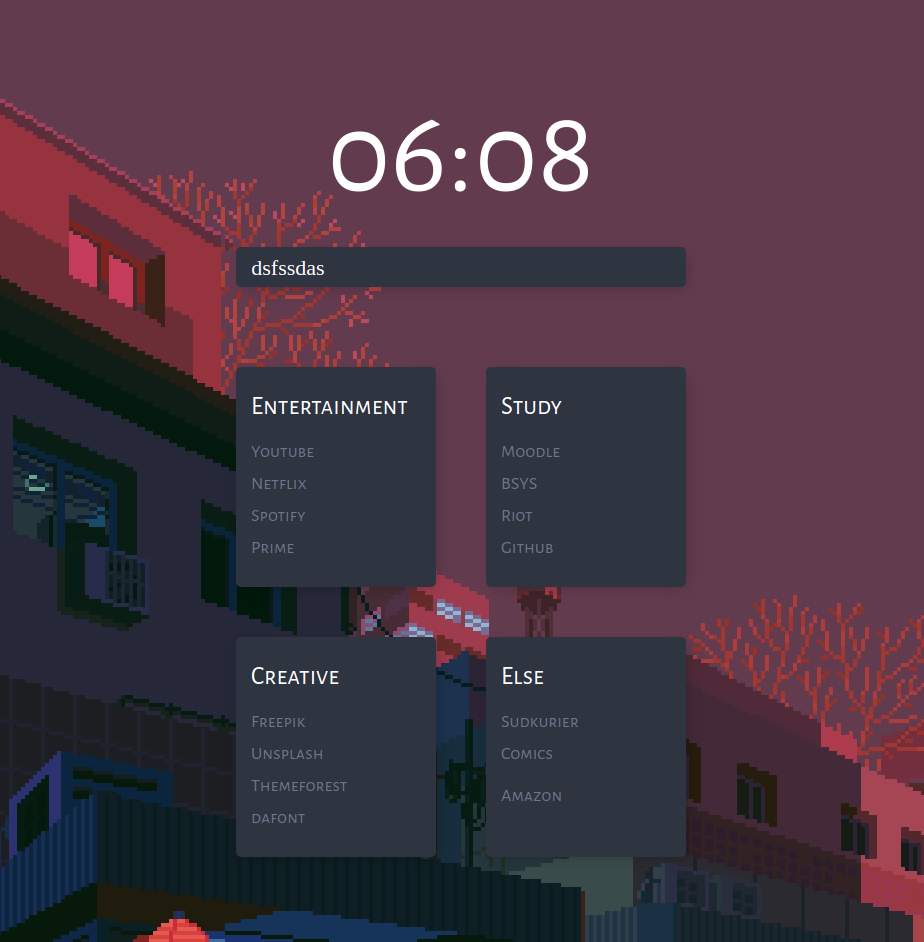 06:08
dsfssdas
Entertainment
Youtube
Netflix
Spotify
Prime
Study
Moodle
BSYS
Riot
Github
Creative
Freepik
Unsplash
Themeforest
dafont
Else
Sudkurier
Comics
Amazon